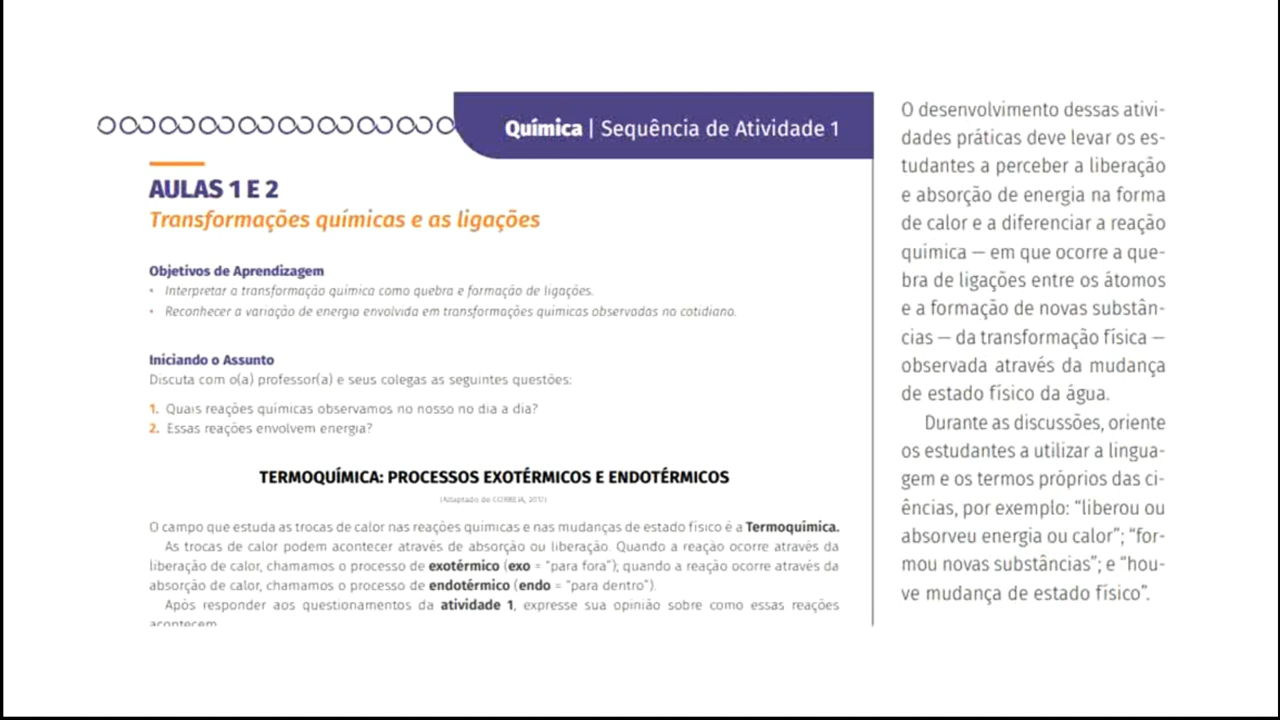 Química | Sequência de Atividade 1
AULAS 1 E 2
Transformações químicas e as ligações
Objetivos de Aprendizagem
• Interpretar a transformação química como quebra e formação de ligações.
• Reconhecer a variação de energia envolvida em transformações químicas observadas no cotidiano.
Iniciando o Assunto
Discuta com o(a) professor(a) e seus colegas as seguintes questões:
1. Quais reações químicas observamos no nosso no dia a dia?
2. Essas reações envolvem energia?
TERMOQUÍMICA: PROCESSOS EXOTÉRMICOS E ENDOTÉRMICOS
(Adaptado de CORREIA, 2017)
O campo que estuda as trocas de calor nas reações químicas e nas mudanças de estado físico é a Termoquímica.
As trocas de calor podem acontecer através de absorção ou liberação. Quando a reação ocorre através da
liberação de calor, chamamos o processo de exotérmico (exo = “para fora”); quando a reação ocorre através da
absorção de calor, chamamos o processo de endotérmico (endo = “para dentro”).
Após responder aos questionamentos da atividade 1, expresse sua opinião sobre como essas reações
acontecem
O desenvolvimento dessas ativi-
dades práticas deve levar os es-
tudantes a perceber a liberação
e absorção de energia na forma
de calor e a diferenciar a reação
química — em que ocorre a que-
bra de ligações entre os átomos
e a formação de novas substân-
cias — da transformação física —
observada através da mudança
de estado físico da água.
Durante as discussões, oriente
os estudantes a utilizar a lingua-
gem e os termos próprios das ci-
ências, por exemplo: “liberou ou
absorveu energia ou calor”; “for-
mou novas substâncias”; e “hou-
ve mudança de estado físico”.